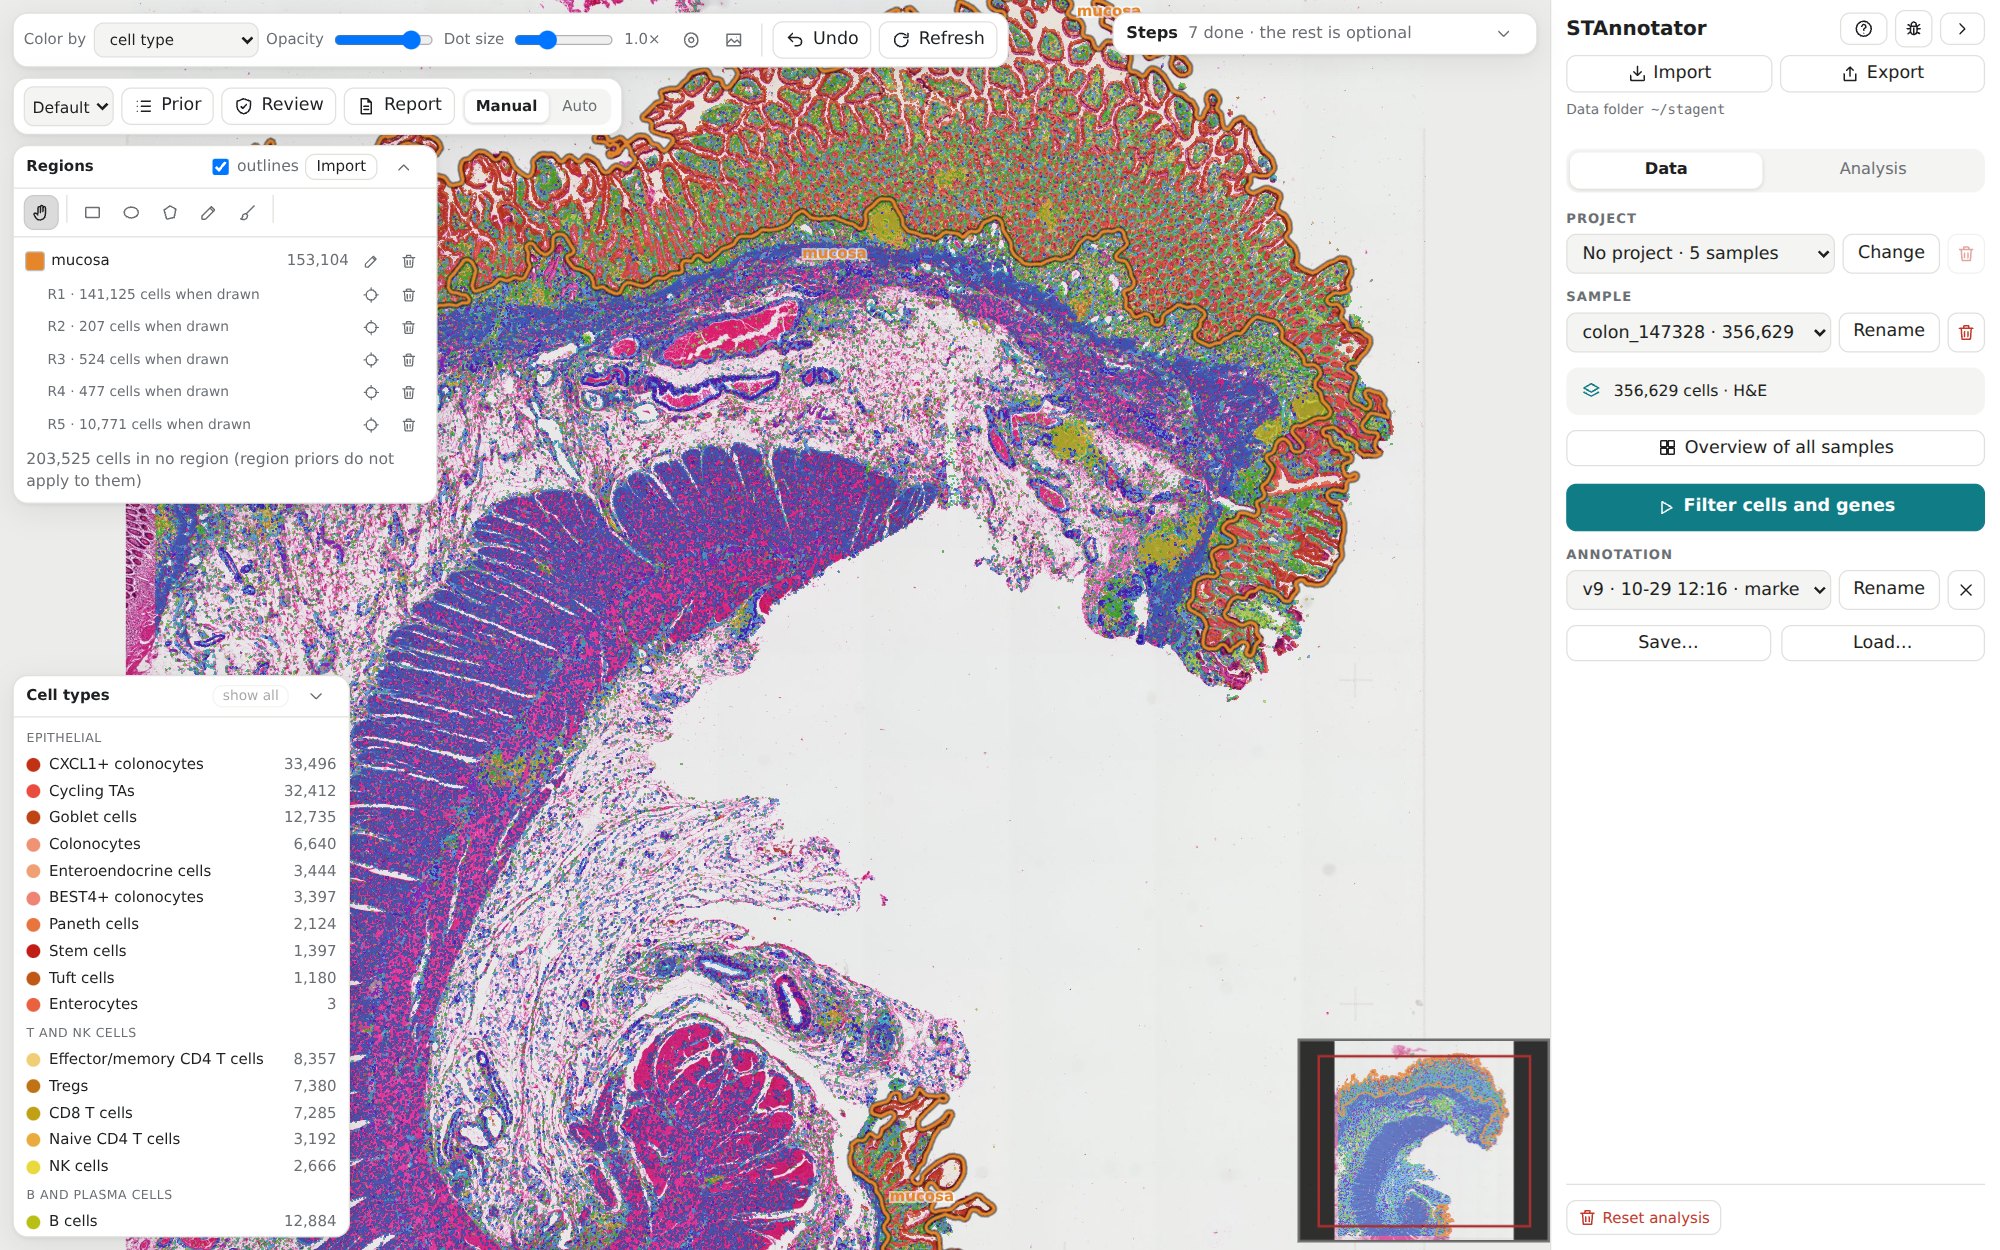 Color by cell type Opacity Dot size 1.0× Undo Refresh
Steps 7 done · the rest is optional
Default Prior Review Report Manual Auto
Regions outlines Import
mucosa 153,104
R1 · 141,125 cells when drawn
R2 · 207 cells when drawn
R3 · 524 cells when drawn
R4 · 477 cells when drawn
R5 · 10,771 cells when drawn
203,525 cells in no region (region priors do not
apply to them)
Cell types show all
EPITHELIAL
CXCL1+ colonocytes 33,496
Cycling TAs 32,412
Goblet cells 12,735
Colonocytes 6,640
Enteroendocrine cells 3,444
BEST4+ colonocytes 3,397
Paneth cells 2,124
Stem cells 1,397
Tuft cells 1,180
Enterocytes 3
T AND NK CELLS
Effector/memory CD4 T cells 8,357
Tregs 7,380
CD8 T cells 7,285
Naive CD4 T cells 3,192
NK cells 2,666
B AND PLASMA CELLS
B cells 12,884
mucosa
mucosa
mucosa
STAnnotator
Import Export
Data folder ~/stagent
Data Analysis
PROJECT
No project · 5 samples Change
SAMPLE
colon_147328 · 356,629 Rename
356,629 cells · H&E
Overview of all samples
Filter cells and genes
ANNOTATION
v9 · 10-29 12:16 · marke Rename
Save... Load...
Reset analysis